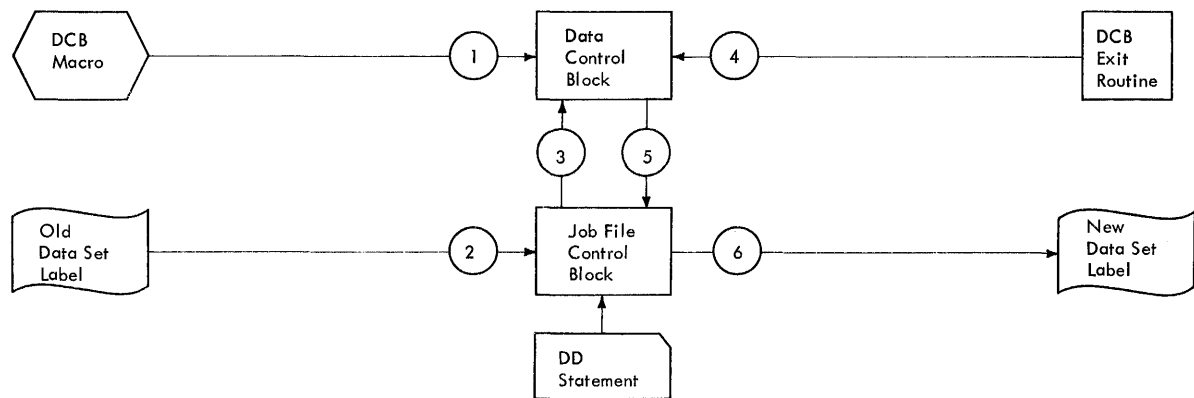 DCB
Macro
1
Data
Control
Block
4
DCB
Exit
Routine
3
5
Old
Data Set
Label
2
Job File
Control
Block
6
New
Data Set
Label
DD
Statement